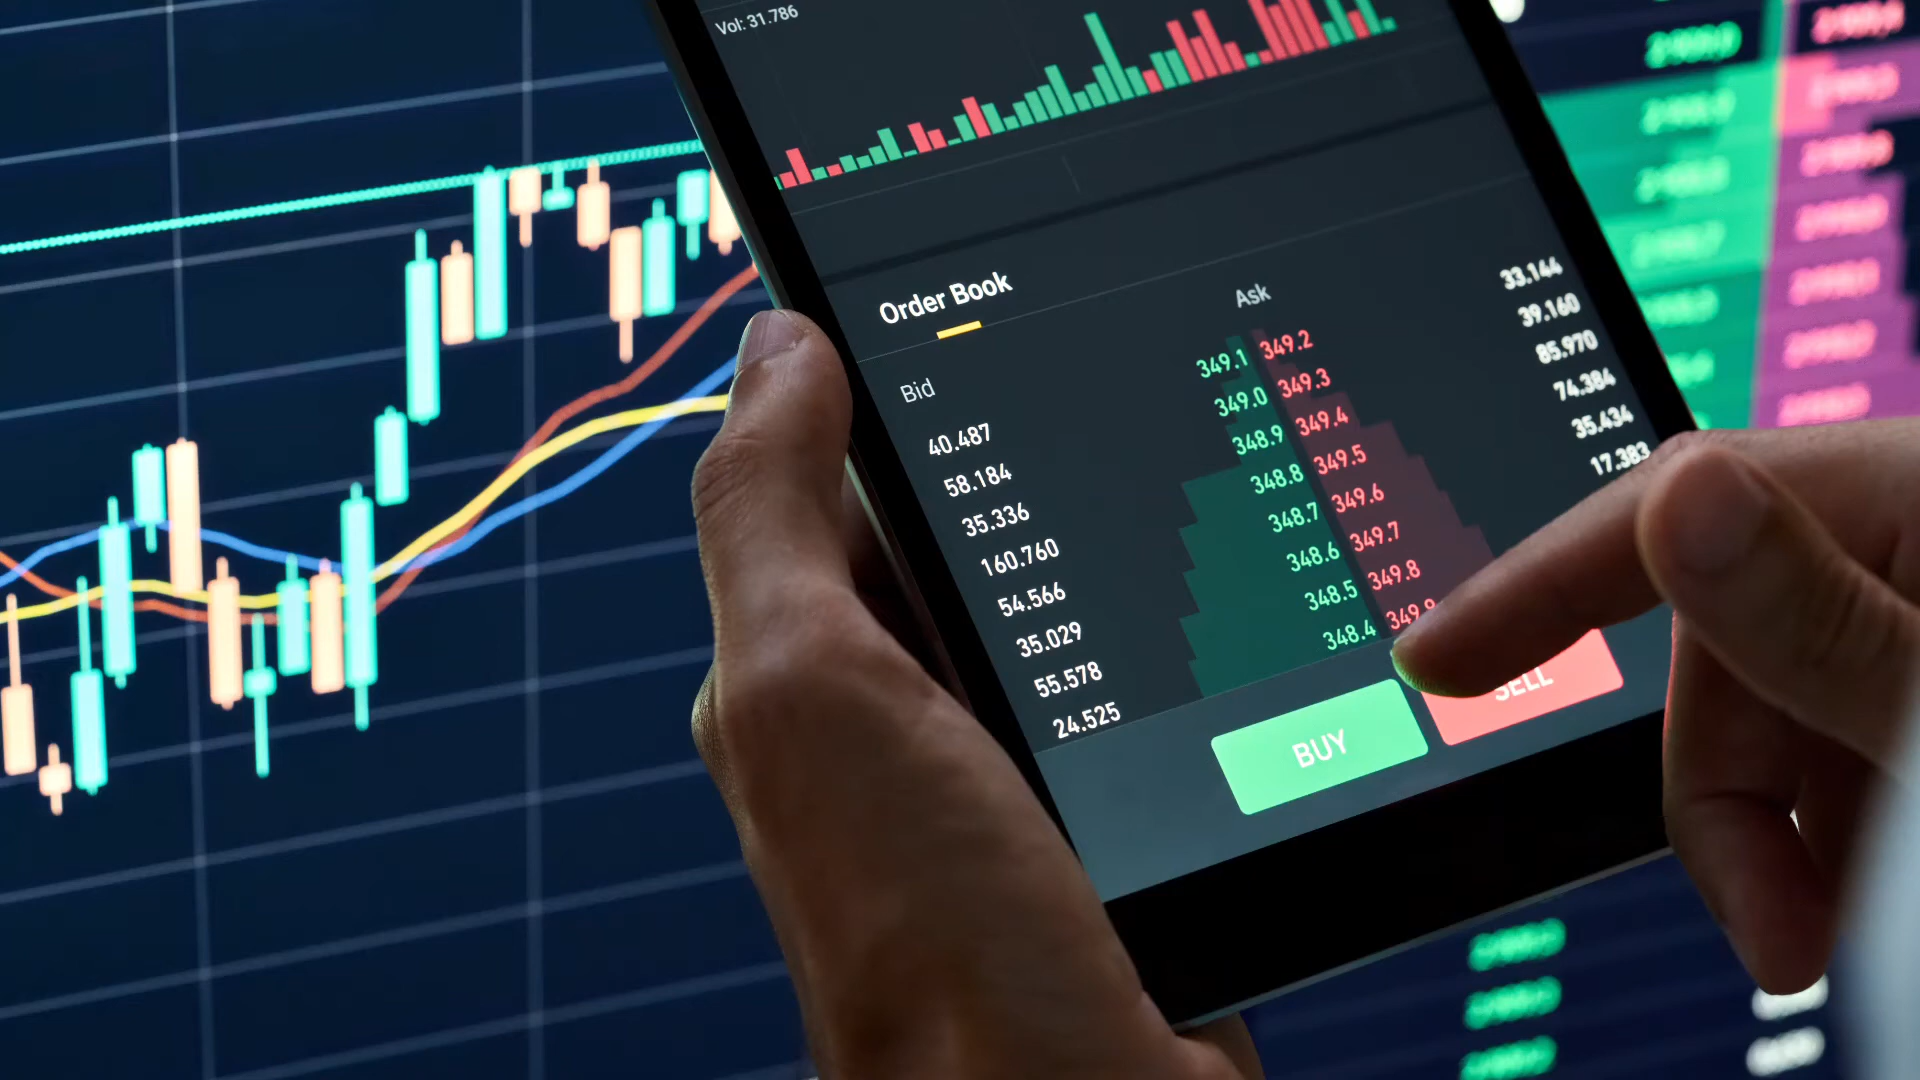 Vol: 31.786
Order Book
Bid Ask
40.487 349.1 349.2 33.144
58.184 349.0 349.3 39.160
35.336 348.9 349.4 85.970
160.760 348.8 349.5 74.384
54.566 348.7 349.6 35.434
35.029 348.6 349.7 17.383
55.578 348.5 349.8
24.525 348.4 349.9
BUY SELL